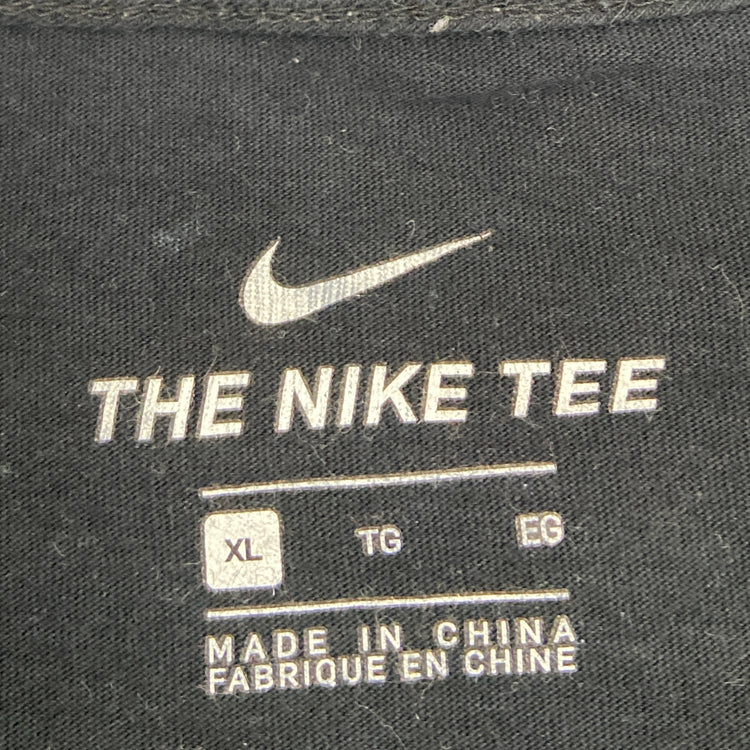 THE NIKE TEE
XL TG EG
MADE IN CHINA
FABRIQUE EN CHINE